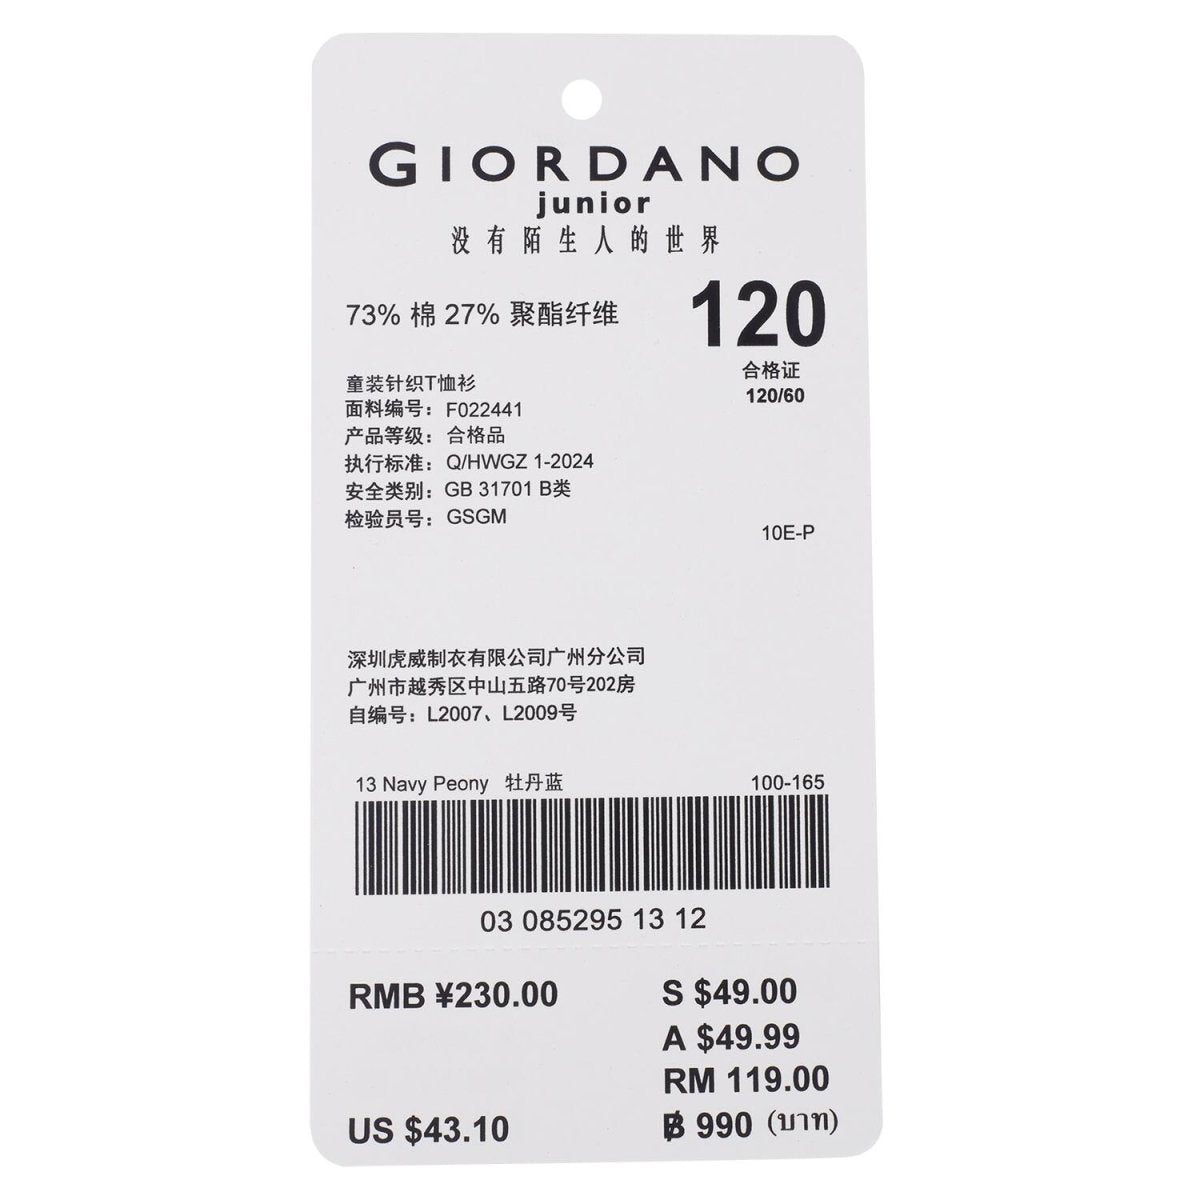 GIORDANO
junior
没有陌生人的世界
73% 棉 27% 聚酯纤维
120
合格证
120/60
童装针织T恤衫
面料编号：F022441
产品等级：合格品
执行标准：Q/HWGZ 1-2024
安全类别：GB 31701 B类
检验员号：GSGM
10E-P
深圳虎威制衣有限公司广州分公司
广州市越秀区中山五路70号202房
自编号：L2007、L2009号
13 Navy Peony 牡丹蓝
100-165
03 085295 13 12
RMB ¥230.00
S $49.00
A $49.99
RM 119.00
US $43.10
฿ 990 (บาท)